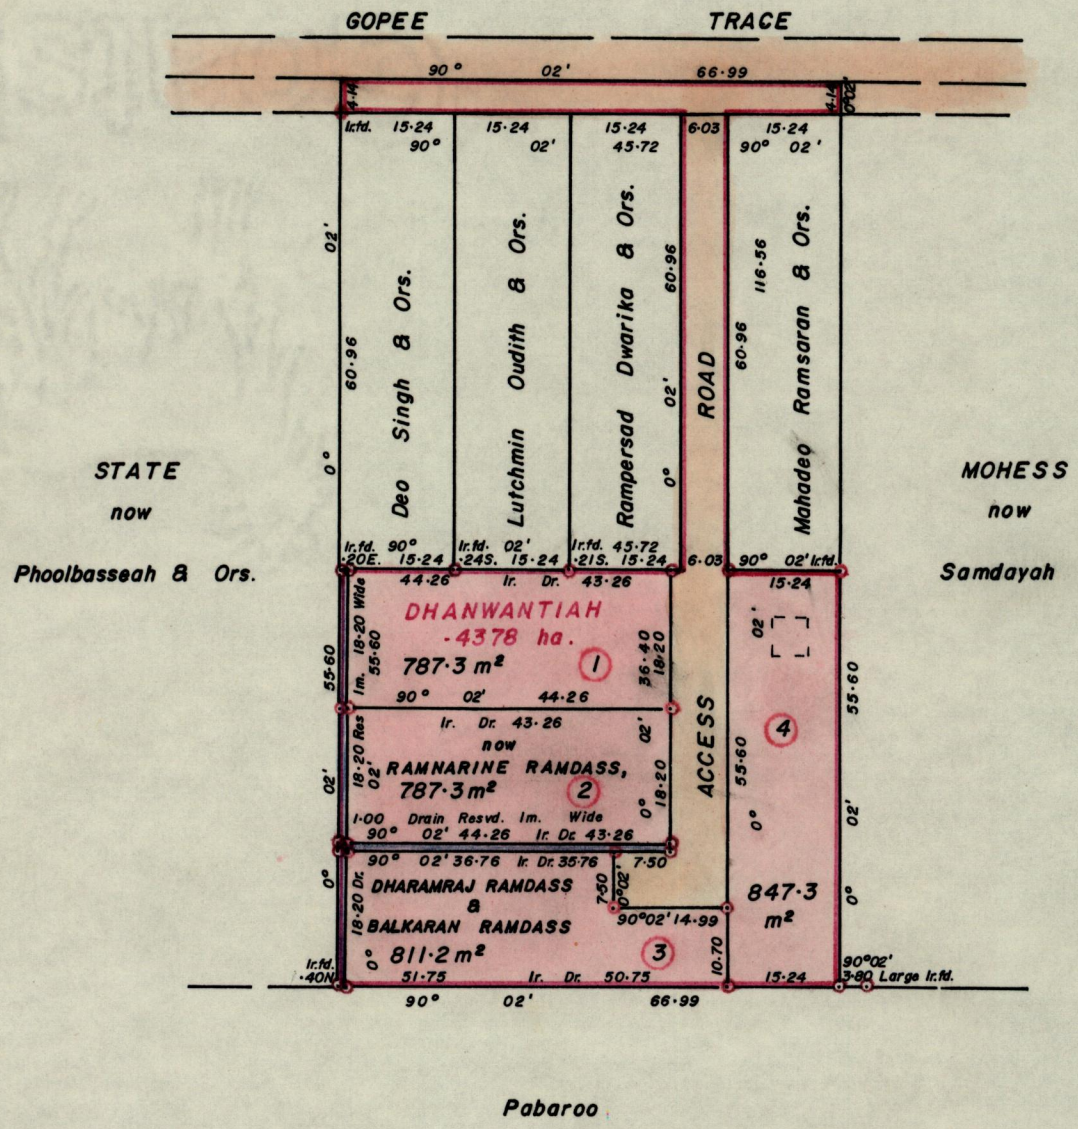 GOPEE TRACE
90° 02' 66·99
4·14 4·14 0°02'
Ir.fd. 15·24 15·24 15·24 6·03 15·24
90° 02' 45·72 90° 02'
02'
60·96
0°
Deo Singh & Ors.
Lutchmin Oudith & Ors.
Rampersad Dwarika & Ors.
60·96
02'
0°
ACCESS ROAD
60·96
116·56
Mahadeo Ramsaran & Ors.
STATE
now
Phoolbasseah & Ors.
MOHESS
now
Samdayah
Ir.fd. 90° Ir.fd. 02' Ir.fd. 45·72
·20E. 15·24 ·24S. 15·24 ·21S. 15·24 6·03 90° 02' Ir.fd.
44·26 Ir. Dr. 43·26 15·24
DHANWANTIAH
·4378 ha.
787·3 m² 1
55·60
02'
0°
Im. 18·20 Wide
55·60
36·40
18·20
90° 02' 44·26
Ir. Dr. 43·26
now
RAMNARINE RAMDASS,
787·3 m² 2
18·20 Res
02'
02'
18·20
0°
1·00 Drain Resvd. Im. Wide
90° 02' 44·26 Ir. Dr. 43·26
90° 02' 36·76 Ir. Dr. 35·76 7·50
DHARAMRAJ RAMDASS
&
BALKARAN RAMDASS
811·2 m² 3
18·20 Dr.
0°
7·50
0°02'
90°02' 14·99
10·70
02'
55·60
0°
4
847·3
m²
55·60
02'
0°
Ir.fd.
·40N
51·75 Ir. Dr. 50·75 15·24
90°02'
3·80 Large Ir.fd.
90° 02' 66·99
Pabaroo